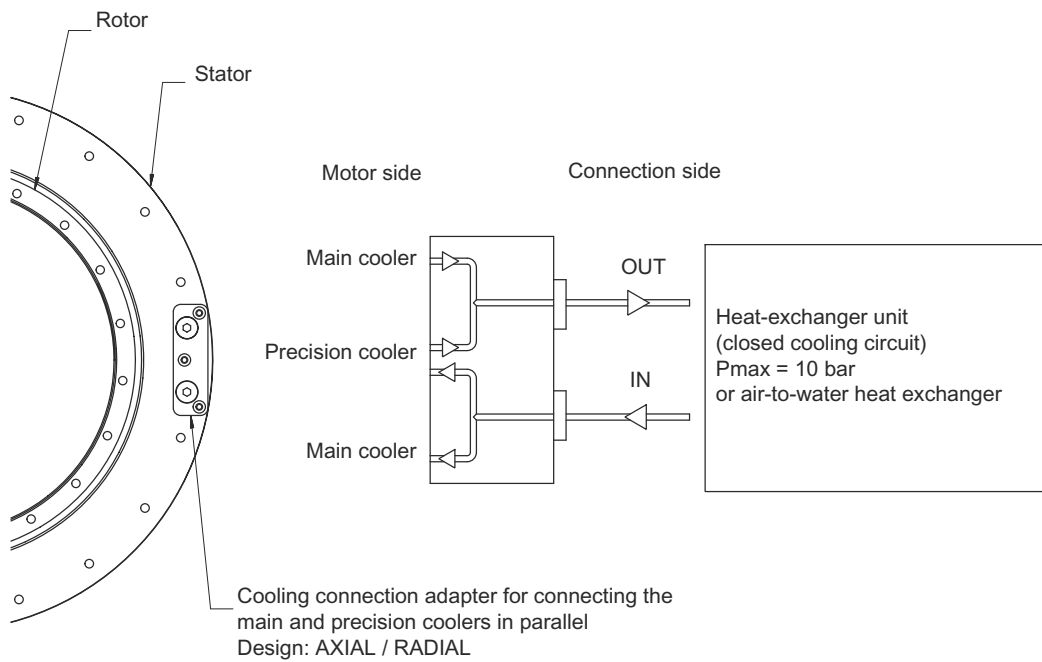 Rotor
Stator
Motor side
Connection side
Main cooler
OUT
Precision cooler
IN
Main cooler
Heat-exchanger unit
(closed cooling circuit)
Pmax = 10 bar
or air-to-water heat exchanger
Cooling connection adapter for connecting the
main and precision coolers in parallel
Design: AXIAL / RADIAL